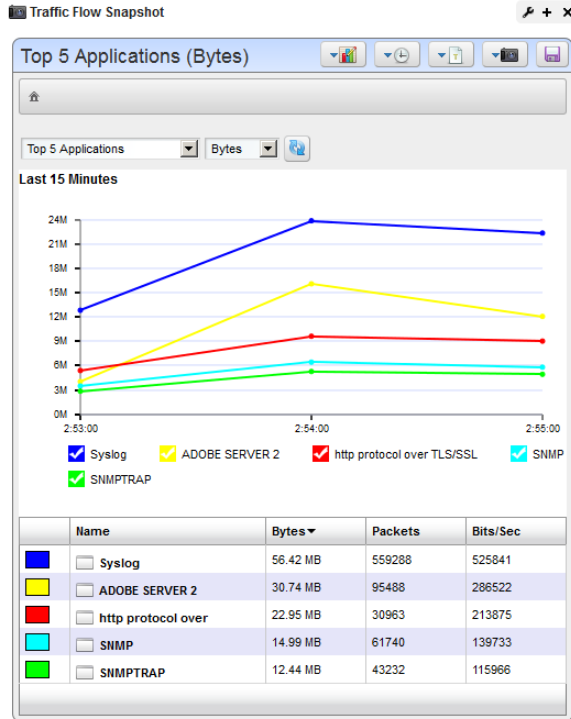 Traffic Flow Snapshot
Top 5 Applications (Bytes)
Top 5 Applications Bytes
Last 15 Minutes
24M
21M
18M
15M
12M
9M
6M
3M
0M
2:53:00 2:54:00 2:55:00
Syslog ADOBE SERVER 2 http protocol over TLS/SSL SNMP
SNMPTRAP
Name Bytes Packets Bits/Sec
Syslog 56.42 MB 559288 525841
ADOBE SERVER 2 30.74 MB 95488 286522
http protocol over 22.95 MB 30963 213875
SNMP 14.99 MB 61740 139733
SNMPTRAP 12.44 MB 43232 115966